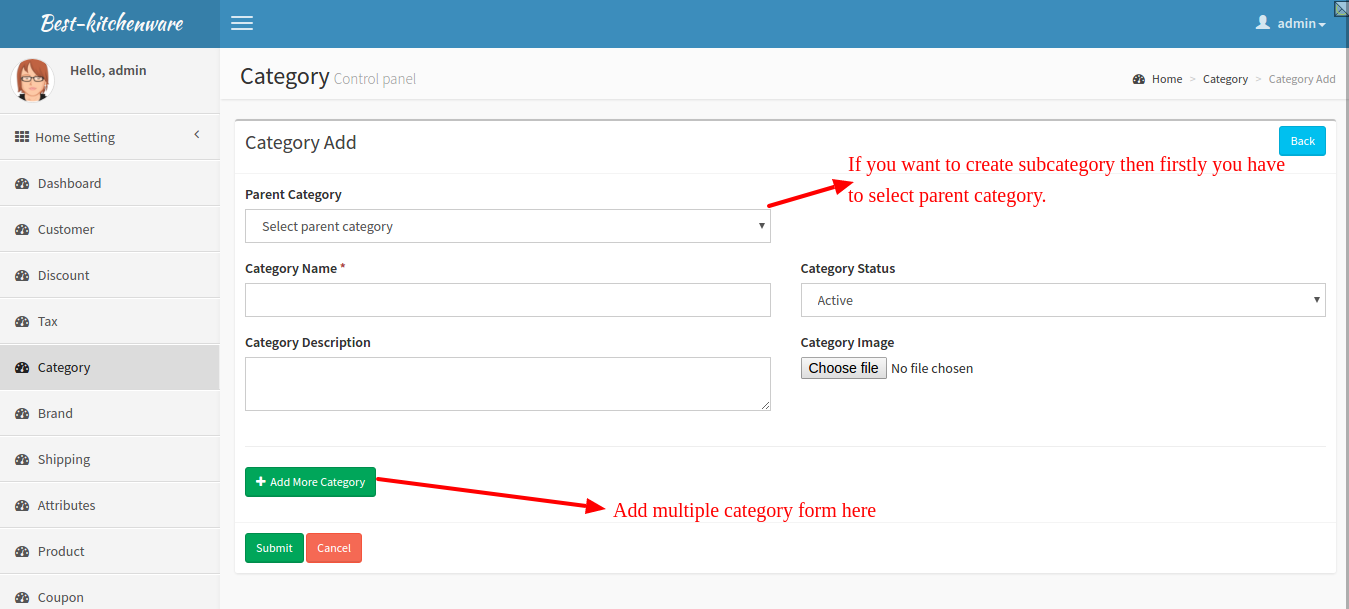 Best-kitchenware
admin
Hello, admin
Category Control panel
Home > Category > Category Add
Home Setting
Dashboard
Customer
Discount
Tax
Category
Brand
Shipping
Attributes
Product
Coupon
Category Add
Back
If you want to create subcategory then firstly you have
to select parent category.
Parent Category
Select parent category
Category Name *
Category Status
Active
Category Description
Category Image
Choose file No file chosen
+ Add More Category
Add multiple category form here
Submit
Cancel